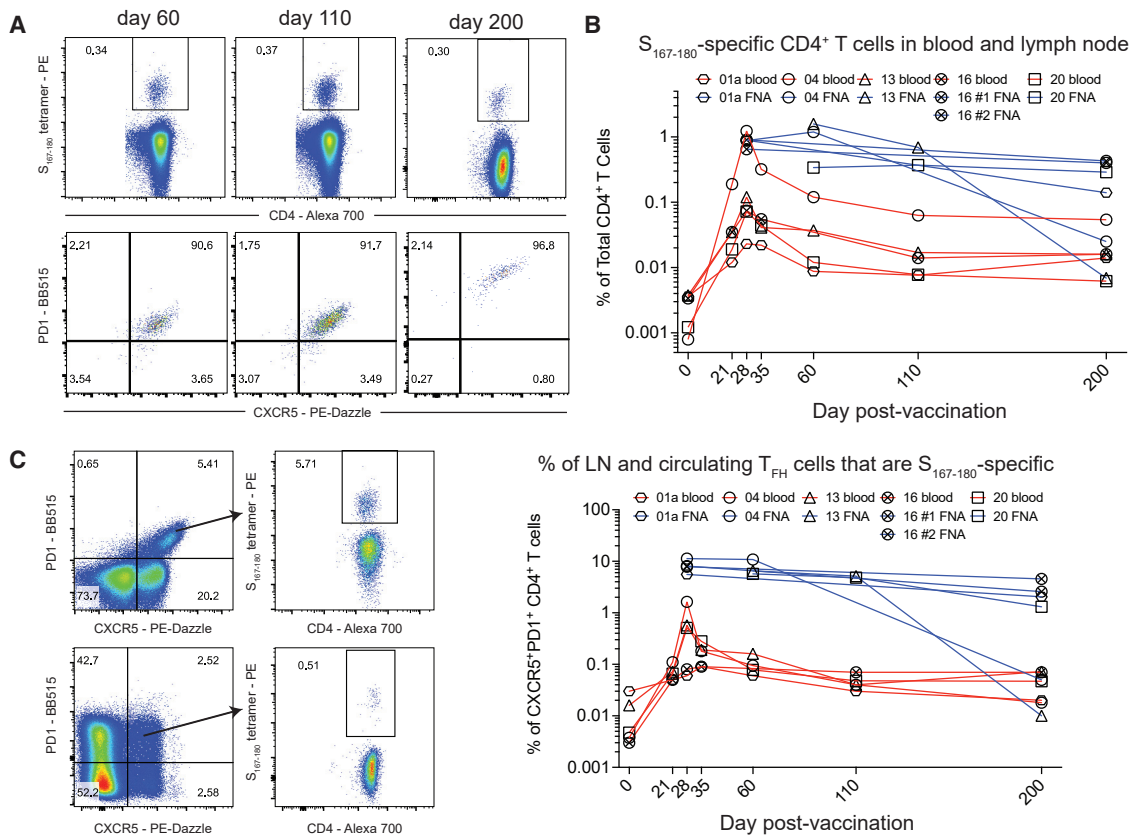 A
day 60
day 110
day 200
0.34
0.37
0.30
S167-180 tetramer - PE
CD4 - Alexa 700
2,21
90,6
1.75
91,7
2.14
96,8
PD1 - BB515
3.54
3.65
3.07
3.49
0.27
0.80
CXCR5 - PE-Dazzle
B
S167-180-specific CD4+ T cells in blood and lymph node
01a blood
04 blood
13 blood
16 blood
20 blood
01a FNA
04 FNA
13 FNA
16 #1 FNA
20 FNA
16 #2 FNA
% of Total CD4+ T Cells
1
0.1
0.01
0.001
0
21
28
35
60
110
200
Day post-vaccination
C
0.65
5.41
PD1 - BB515
73.7
20.2
CXCR5 - PE-Dazzle
5.71
S167-180 tetramer - PE
CD4 - Alexa 700
42.7
2.52
PD1 - BB515
52.2
2.58
CXCR5 - PE-Dazzle
0.51
S167-180 tetramer - PE
CD4 - Alexa 700
% of LN and circulating TFH cells that are S167-180-specific
01a blood
04 blood
13 blood
16 blood
20 blood
01a FNA
04 FNA
13 FNA
16 #1 FNA
20 FNA
16 #2 FNA
% of CXCR5+PD1+ CD4+ T Cells
100
10
1
0.1
0.01
0.001
0
21
28
35
60
110
200
Day post-vaccination